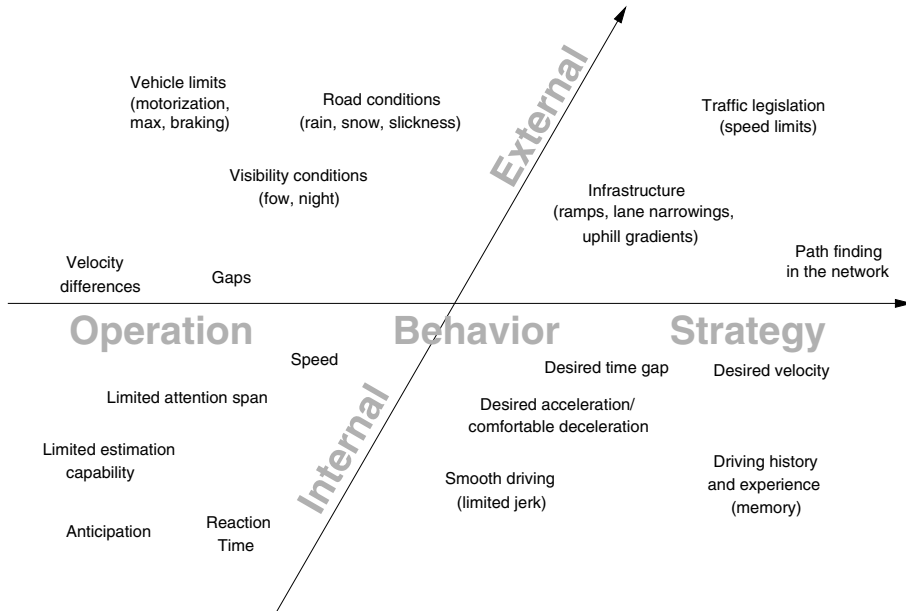 Vehicle limits
(motorization,
max, braking)
Road conditions
(rain, snow, slickness)
External
Traffic legislation
(speed limits)
Visibility conditions
(fow, night)
Infrastructure
(ramps, lane narrowings,
uphill gradients)
Path finding
in the network
Velocity
differences
Gaps
Operation
Behavior
Strategy
Speed
Desired time gap
Desired velocity
Limited attention span
Internal
Desired acceleration/
comfortable deceleration
Limited estimation
capability
Smooth driving
(limited jerk)
Driving history
and experience
(memory)
Anticipation
Reaction
Time